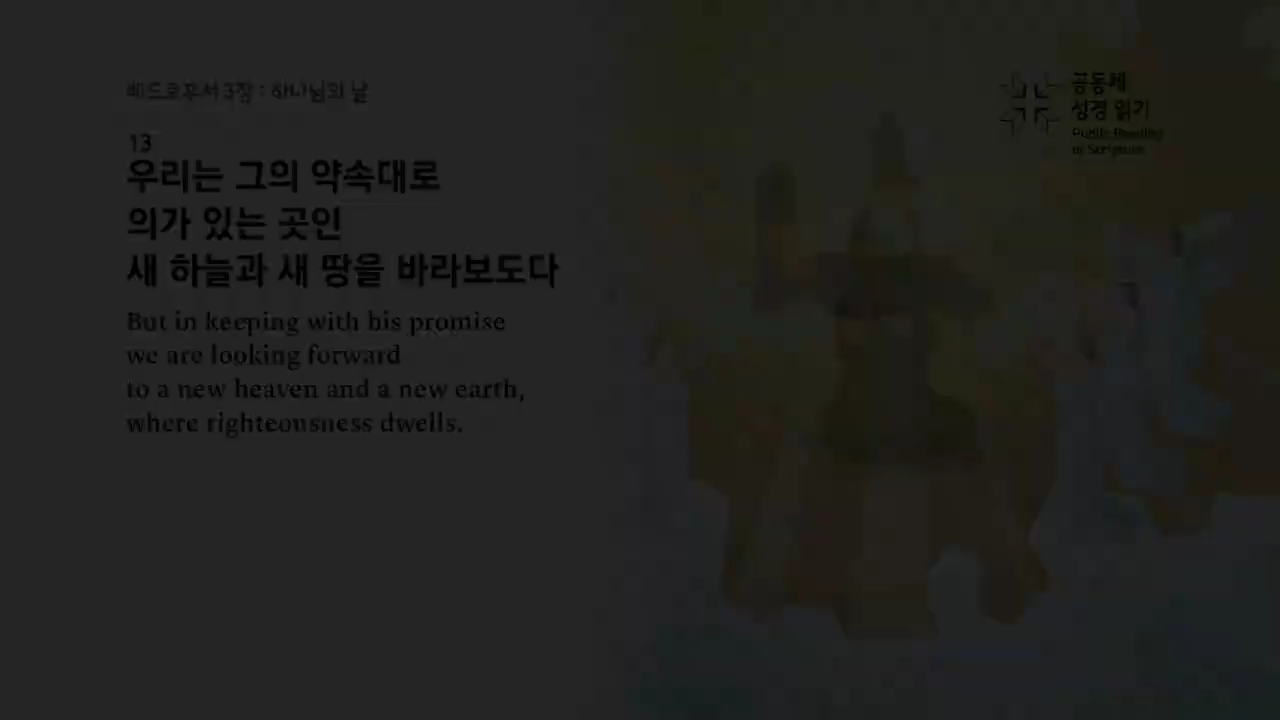 베드로후서 3장 : 하나님의 날
13
우리는 그의 약속대로
의가 있는 곳인
새 하늘과 새 땅을 바라보도다
But in keeping with his promise
we are looking forward
to a new heaven and a new earth,
where righteousness dwells.
공동체
성경 읽기
Public Reading
of Scripture